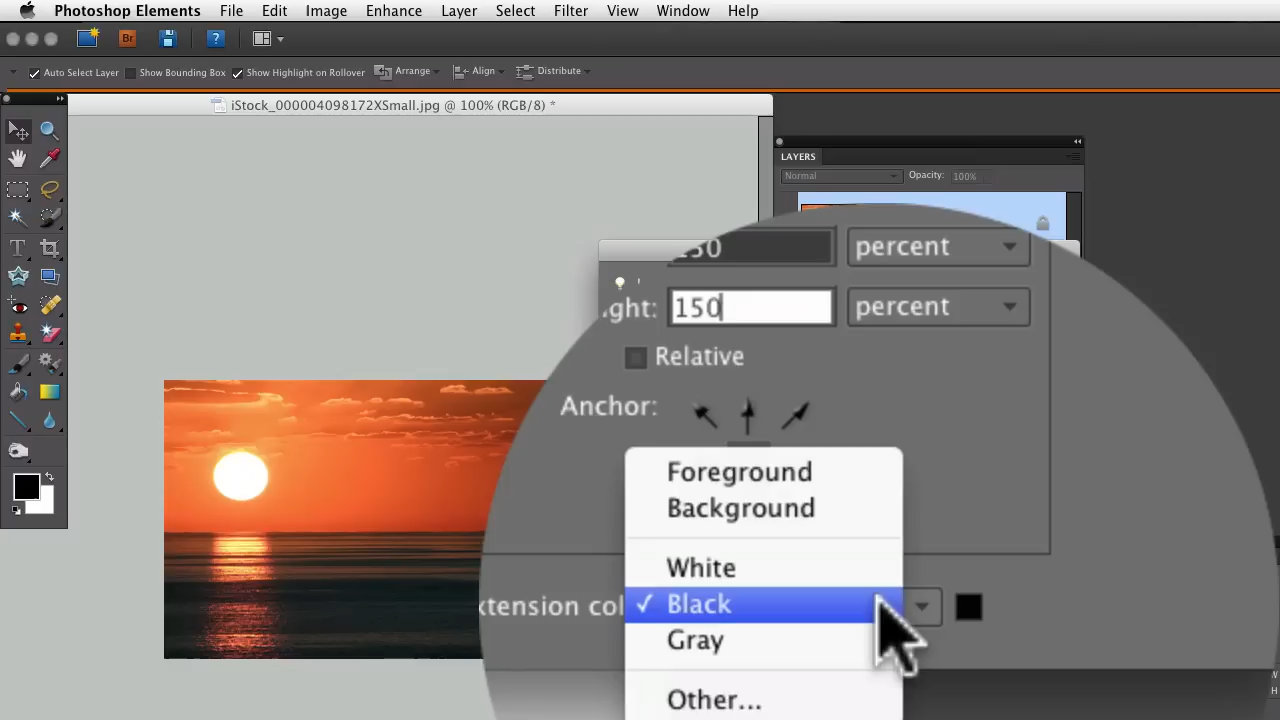 Photoshop Elements File Edit Image Enhance Layer Select Filter View Window Help
Br ?
Auto Select Layer Show Bounding Box Show Highlight on Rollover Arrange Align Distribute
iStock_000004098172XSmall.jpg @ 100% (RGB/8) *
LAYERS
Normal Opacity: 100%
percent
ght: 150 percent
Relative
Anchor:
Foreground
Background
White
xtension col ✓ Black
Gray
Other...
W
H